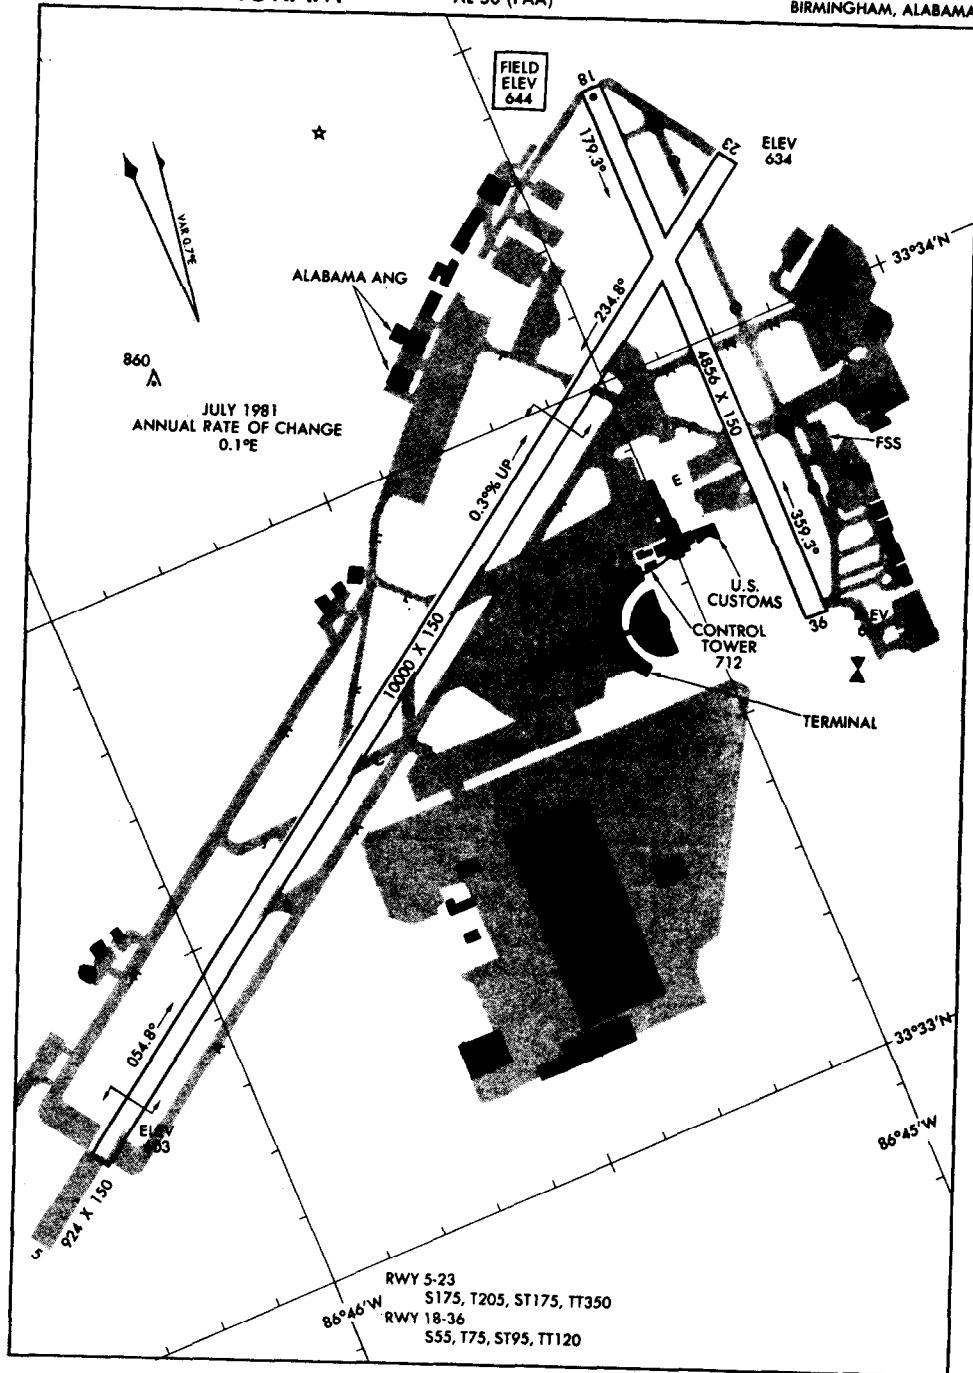 AL-50 (FAA)
BIRMINGHAM, ALABAMA
FIELD
ELEV
644
18
179.3°
23
ELEV
634
VAR 0.7°E
33°34'N
ALABAMA ANG
234.8°
860
JULY 1981
ANNUAL RATE OF CHANGE
0.1°E
4856 X 150
FSS
0.3% UP
E
359.3°
U.S.
CUSTOMS
36
CONTROL
TOWER
712
10000 X 150
TERMINAL
054.8°
33°33'N
ELEV
86°45'W
924 X 150
5
RWY 5-23
S175, T205, ST175, TT350
86°46'W
RWY 18-36
S55, T75, ST95, TT120